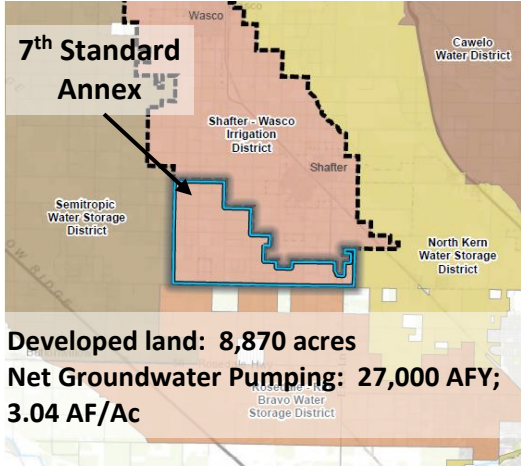 Wasco
7th Standard
Annex
Cawelo
Water District
Shafter - Wasco
Irrigation
District
Shafter
Semitropic
Water Storage
District
North Kern
Water Storage
District
OW RIDGE
Developed land: 8,870 acres
Net Groundwater Pumping: 27,000 AFY;
3.04 AF/Ac
Bravo Water
Storage District